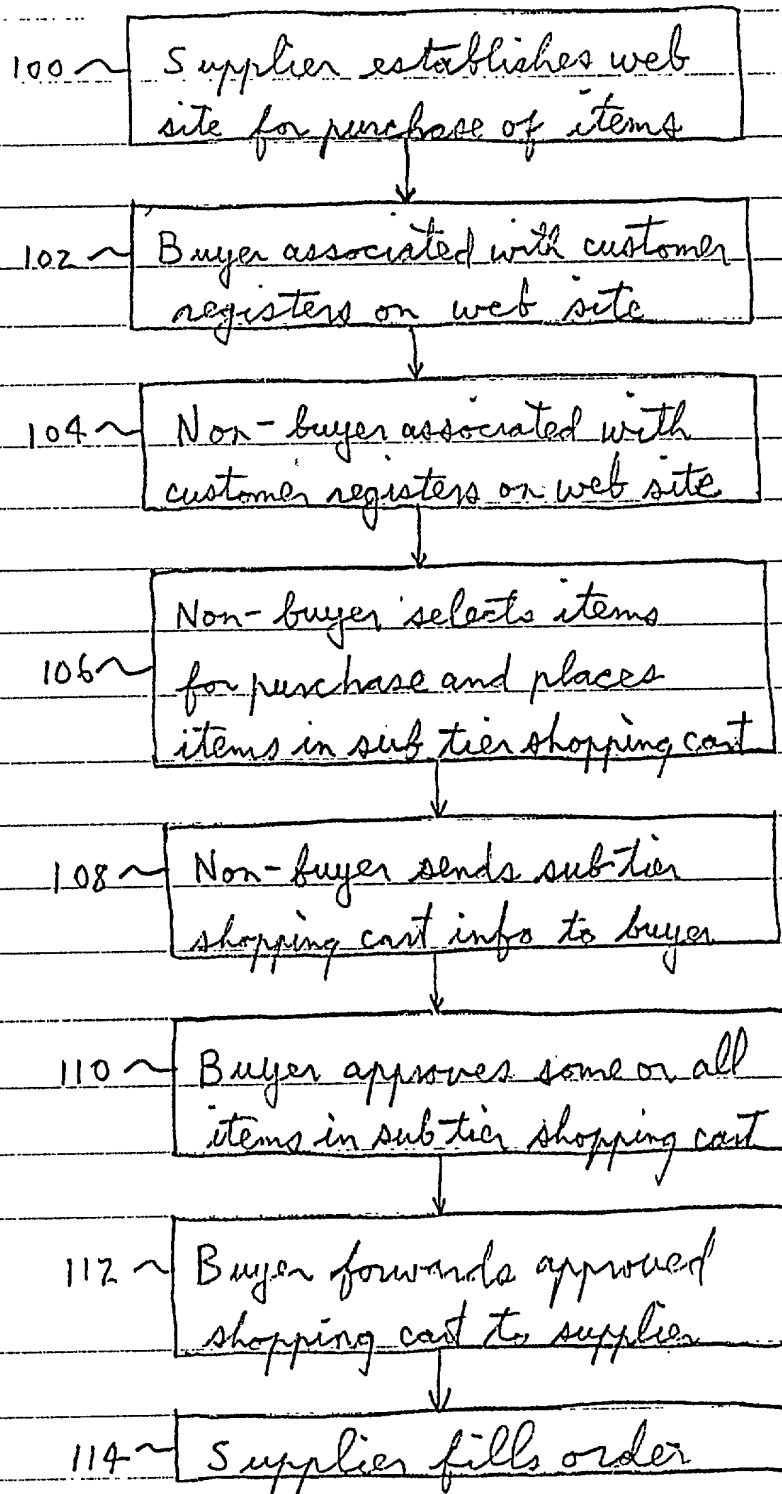 100 Supplier establishes web
site for purchase of items
102 Buyer associated with customer
registers on web site
104 Non-buyer associated with
customer registers on web site
106 Non-buyer selects items
for purchase and places
items in sub tier shopping cart
108 Non-buyer sends sub-tier
shopping cart info to buyer
110 Buyer approves some or all
items in sub tier shopping cart
112 Buyer forwards approved
shopping cart to supplier
114 Supplier fills order